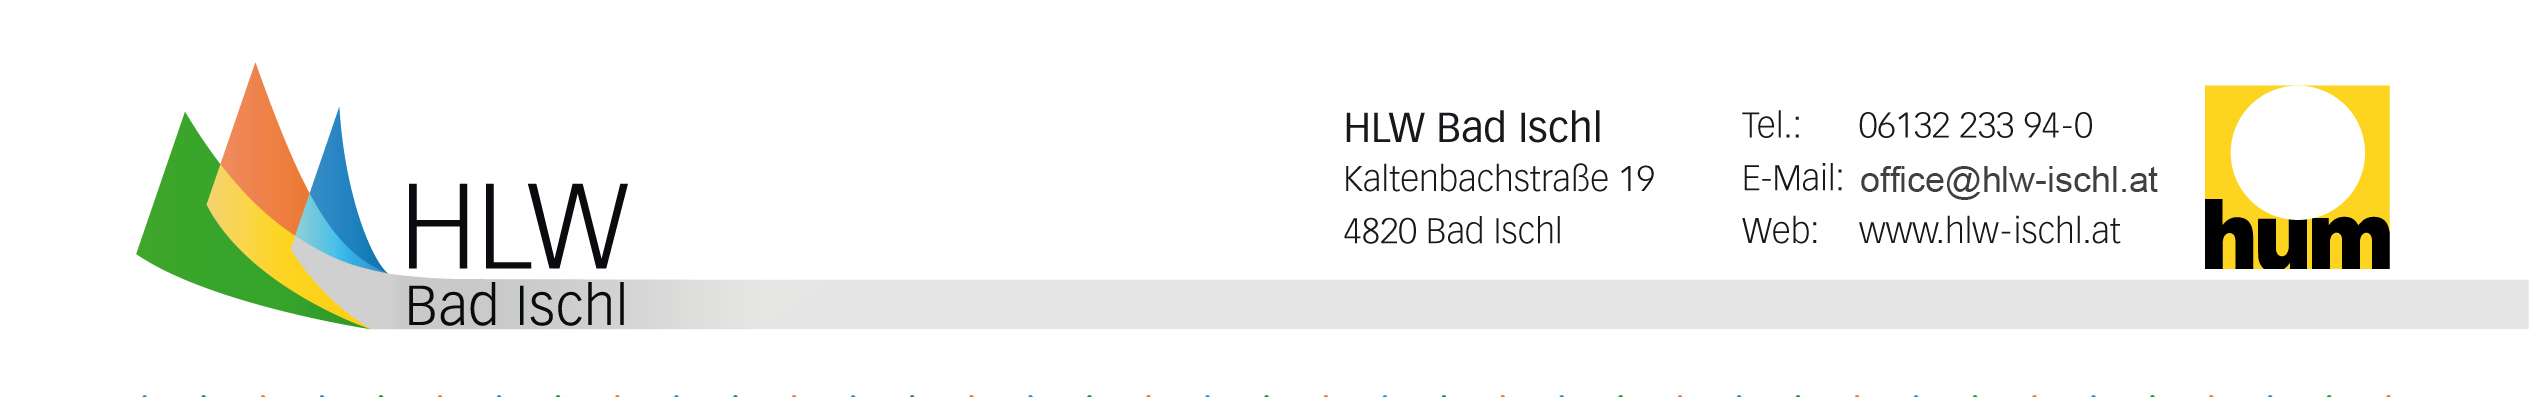 HLW
Bad Ischl
HLW Bad Ischl
Kaltenbachstraße 19
4820 Bad Ischl
Tel.: 06132 233 94-0
E-Mail: office@hlw-ischl.at
Web: www.hlw-ischl.at
hum